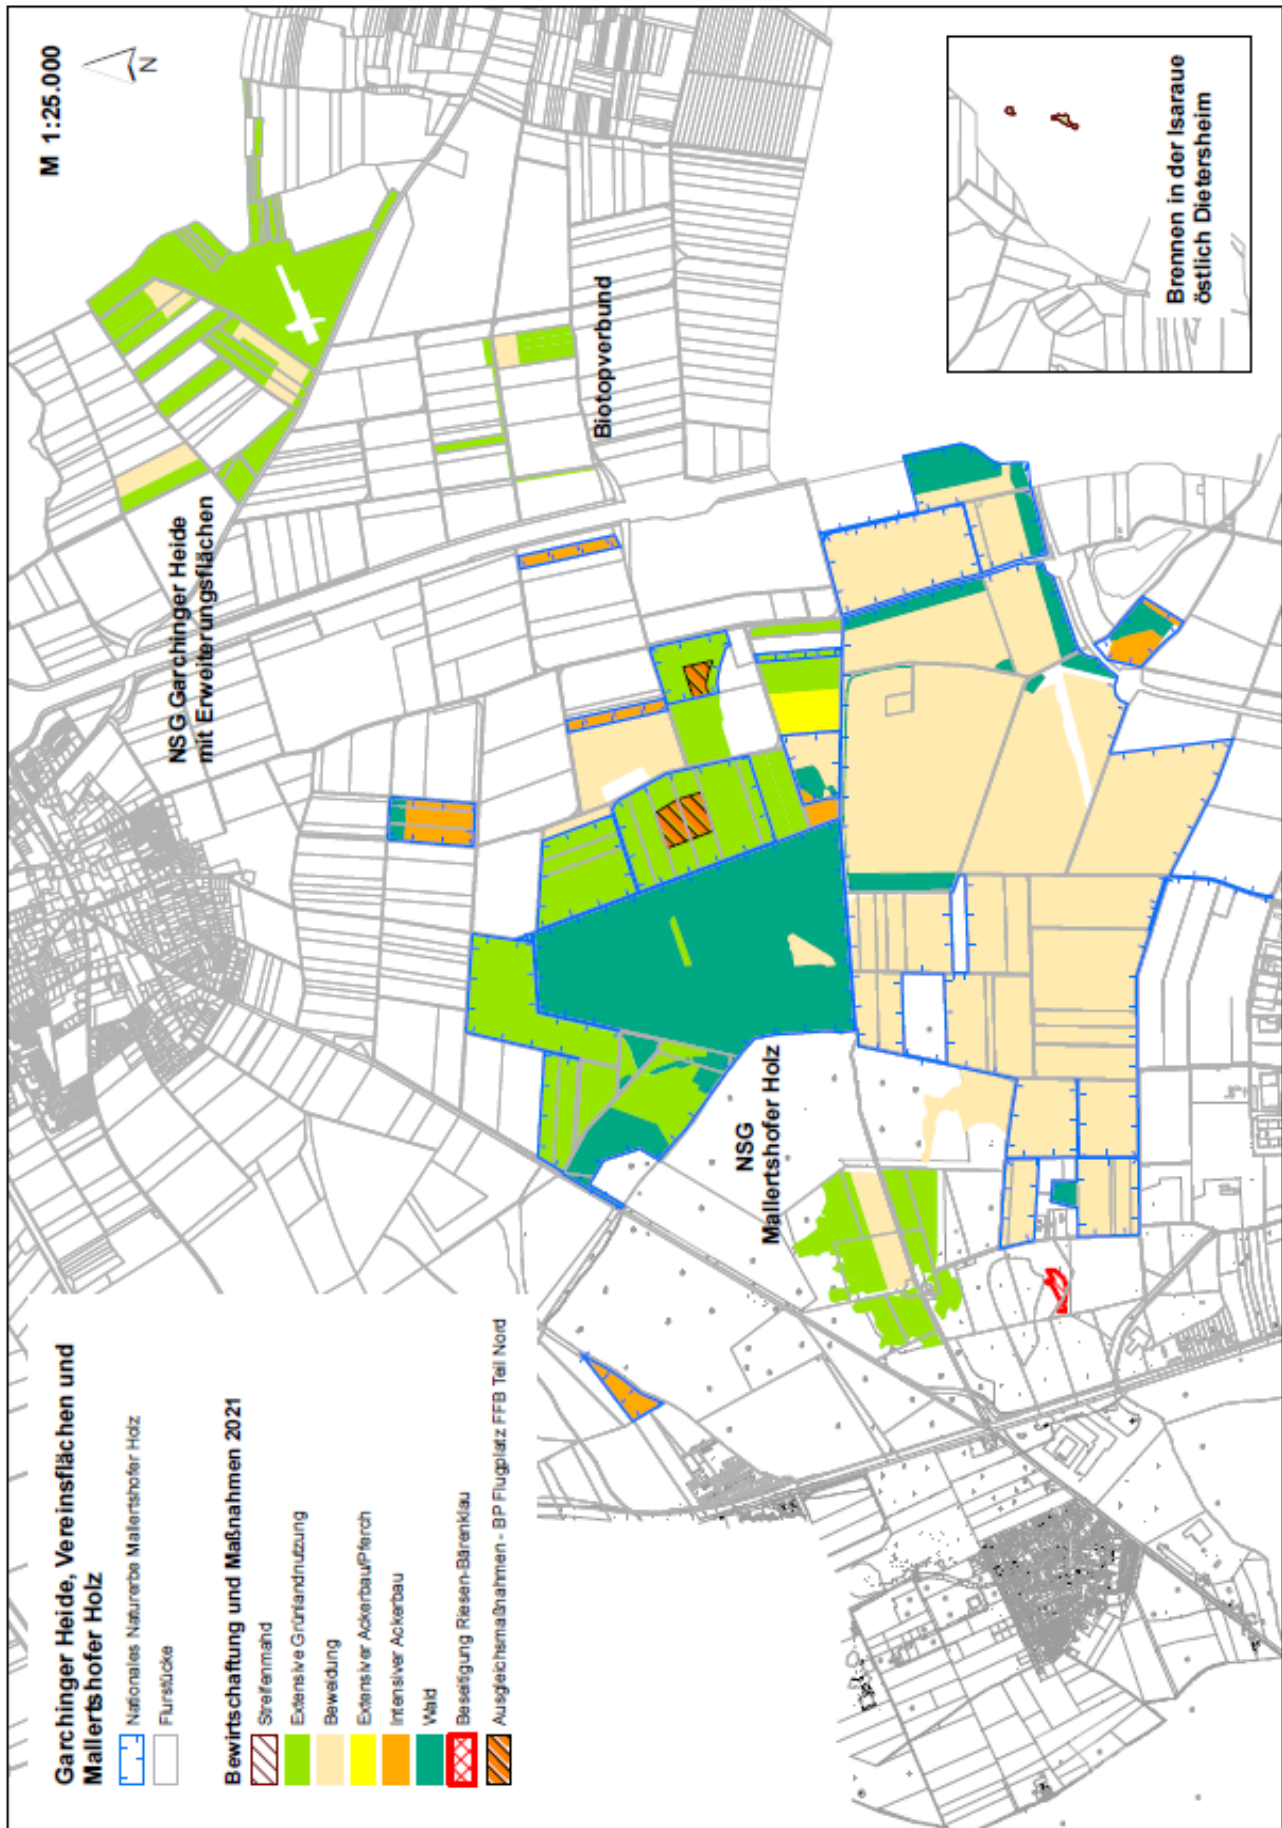 Garchinger Heide, Vereinsflächen und
Mallertshofer Holz
Nationales Naturerbe Mallertshofer Holz
Flurstücke
Bewirtschaftung und Maßnahmen 2021
Streifenmahd
Extensive Grünlandnutzung
Beweidung
Extensiver Ackerbau/Pferch
Intensiver Ackerbau
Wald
Beseitigung Riesen-Bärenklau
Ausgleichsmaßnahmen - BP Flugplatz FFB Teil Nord
NSG Garchinger Heide
mit Erweiterungsflächen
M 1:25.000
N
Biotopverbund
NSG
Mallertshofer Holz
Brennen in der Isaraue
östlich Dietersheim